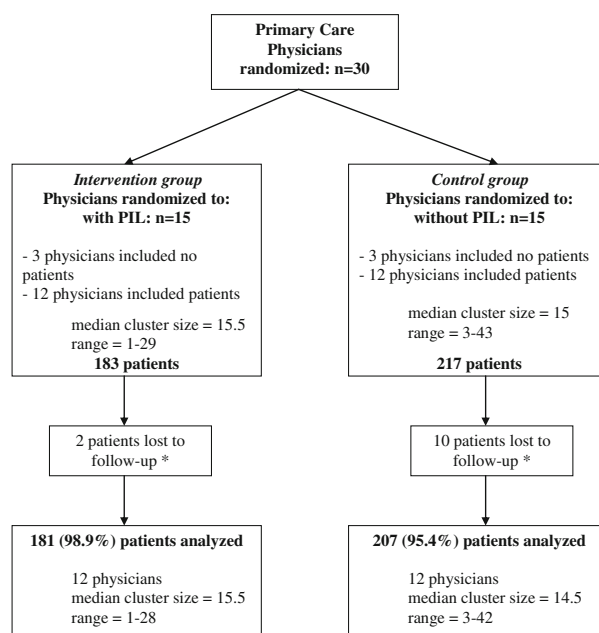 Primary Care
Physicians
randomized: n=30
Intervention group
Physicians randomized to:
with PIL: n=15
- 3 physicians included no
patients
- 12 physicians included patients
median cluster size = 15.5
range = 1-29
183 patients
Control group
Physicians randomized to:
without PIL: n=15
- 3 physicians included no patients
- 12 physicians included patients
median cluster size = 15
range = 3-43
217 patients
2 patients lost to
follow-up *
10 patients lost to
follow-up *
181 (98.9%) patients analyzed
12 physicians
median cluster size = 15.5
range = 1-28
207 (95.4%) patients analyzed
12 physicians
median cluster size = 14.5
range = 3-42